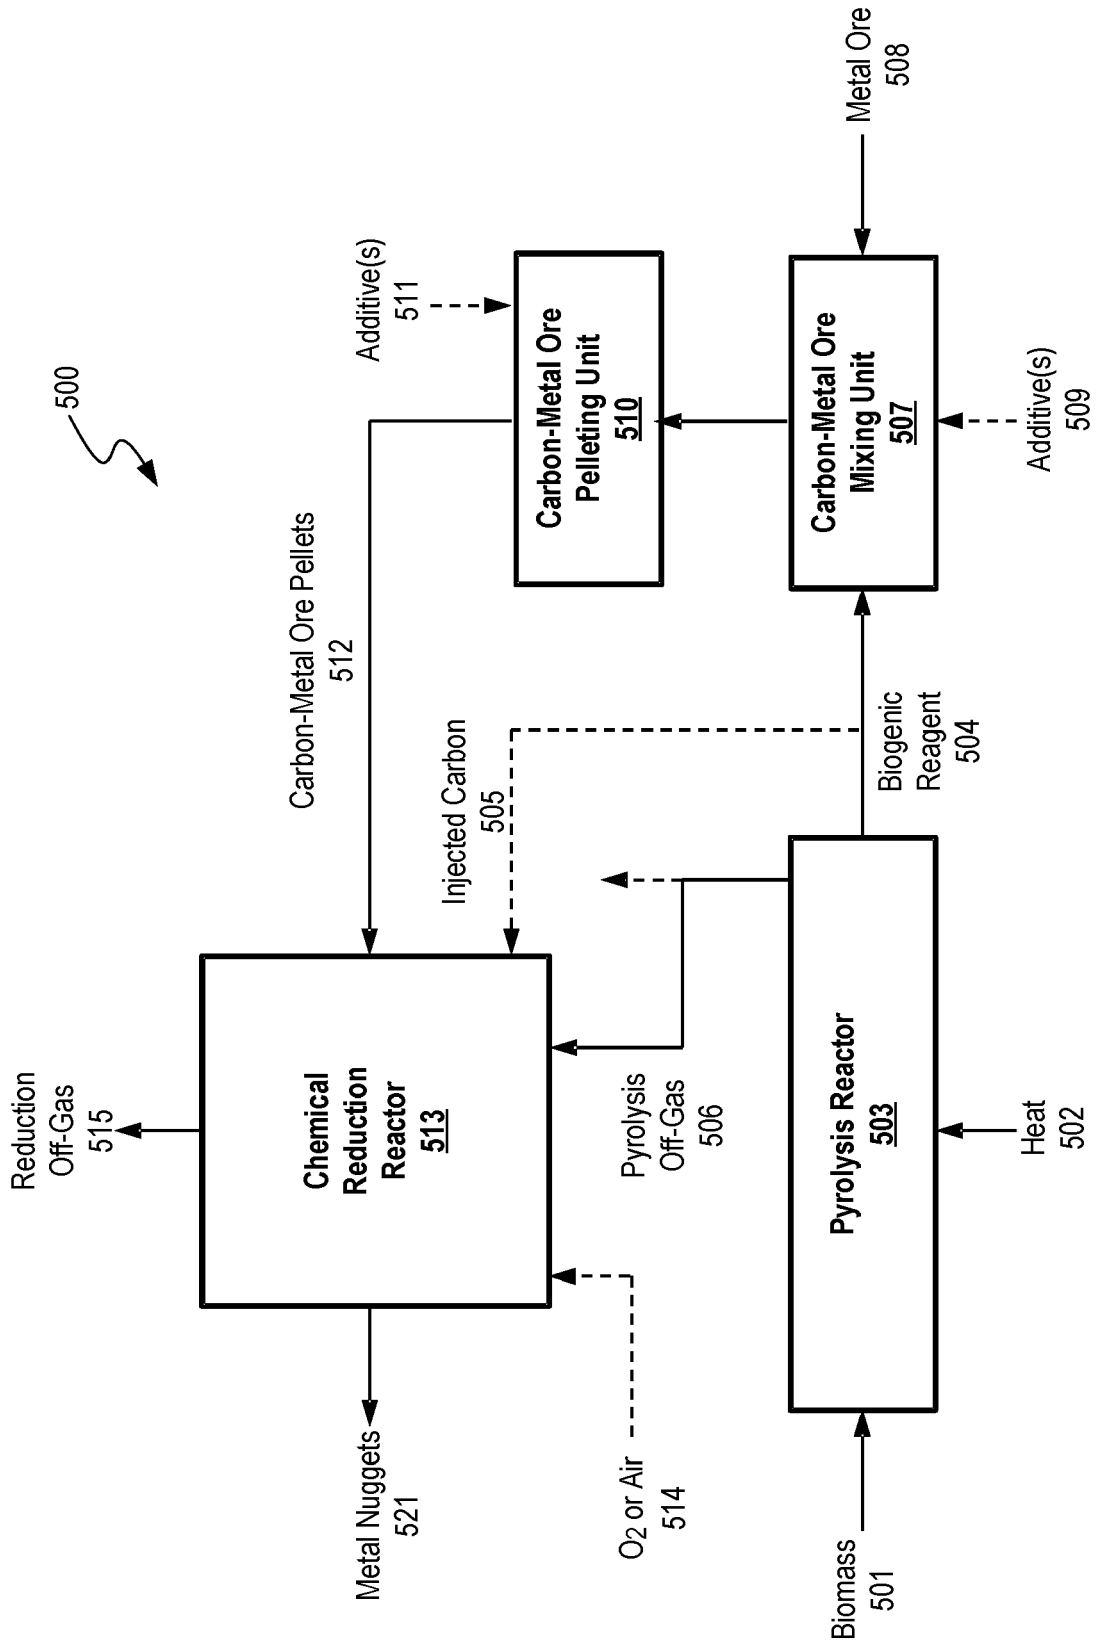 500
Reduction
Off-Gas
515
Metal Nuggets
521
Chemical
Reduction
Reactor
513
Carbon-Metal Ore Pellets
512
Additive(s)
511
Injected Carbon
505
Carbon-Metal Ore
Pelleting Unit
510
O2 or Air
514
Pyrolysis
Off-Gas
506
Biomass
501
Pyrolysis Reactor
503
Biogenic
Reagent
504
Carbon-Metal Ore
Mixing Unit
507
Metal Ore
508
Heat
502
Additive(s)
509